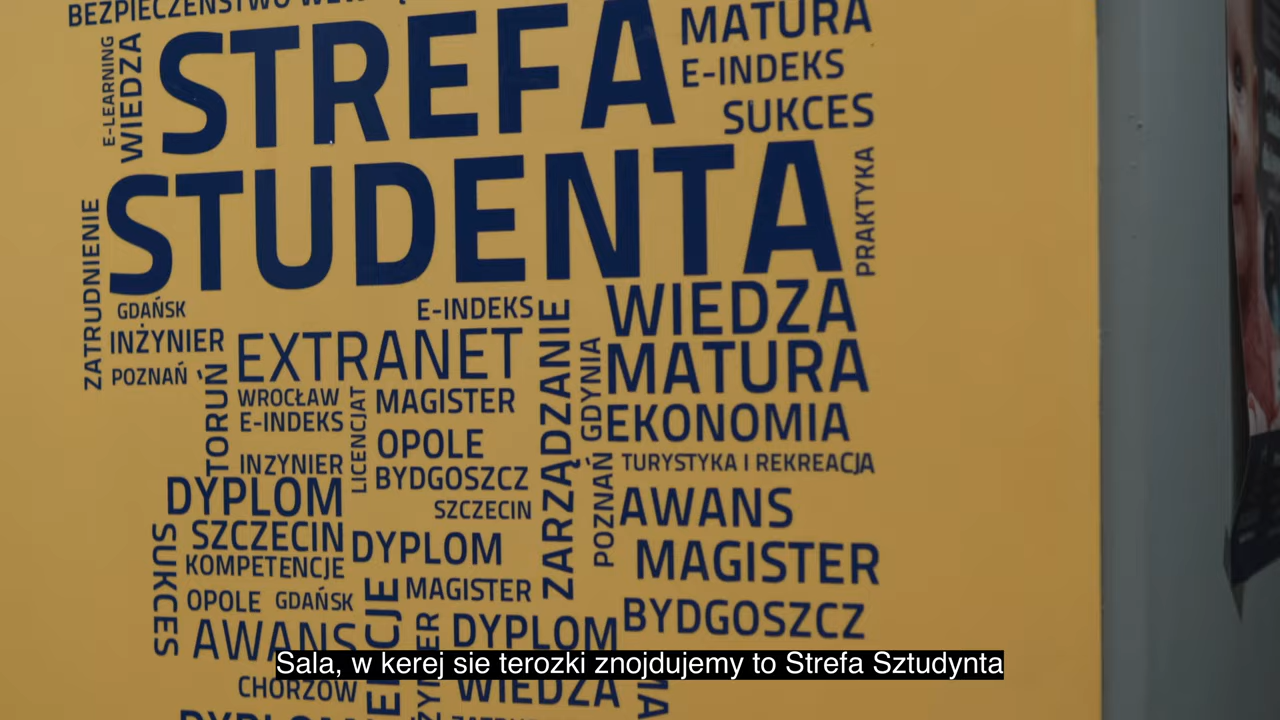 BEZPIECZEŃSTWO
E-LEARNING
WIEDZA
STREFA
MATURA
E-INDEKS
SUKCES
STUDENTA
PRAKTYKA
ZATRUDNIENIE
GDAŃSK
E-INDEKS
WIEDZA
INŻYNIER
EXTRANET
ZARZĄDZANIE
GDYNIA
MATURA
POZNAŃ
TORUŃ
WROCŁAW
E-INDEKS
LICENCJAT
MAGISTER
EKONOMIA
OPOLE
INZYNIER
BYDGOSZCZ
POZNAŃ
TURYSTYKA I REKREACJA
DYPLOM
SZCZECIN
AWANS
SUKCES
SZCZECIN
DYPLOM
MAGISTER
KOMPETENCJE
MAGISTER
OPOLE
GDAŃSK
BYDGOSZCZ
AWANS
DYPLOM
Sala, w kerej sie terozki znojdujemy to Strefa Sztudynta
CHORZÓW
WIEDZA